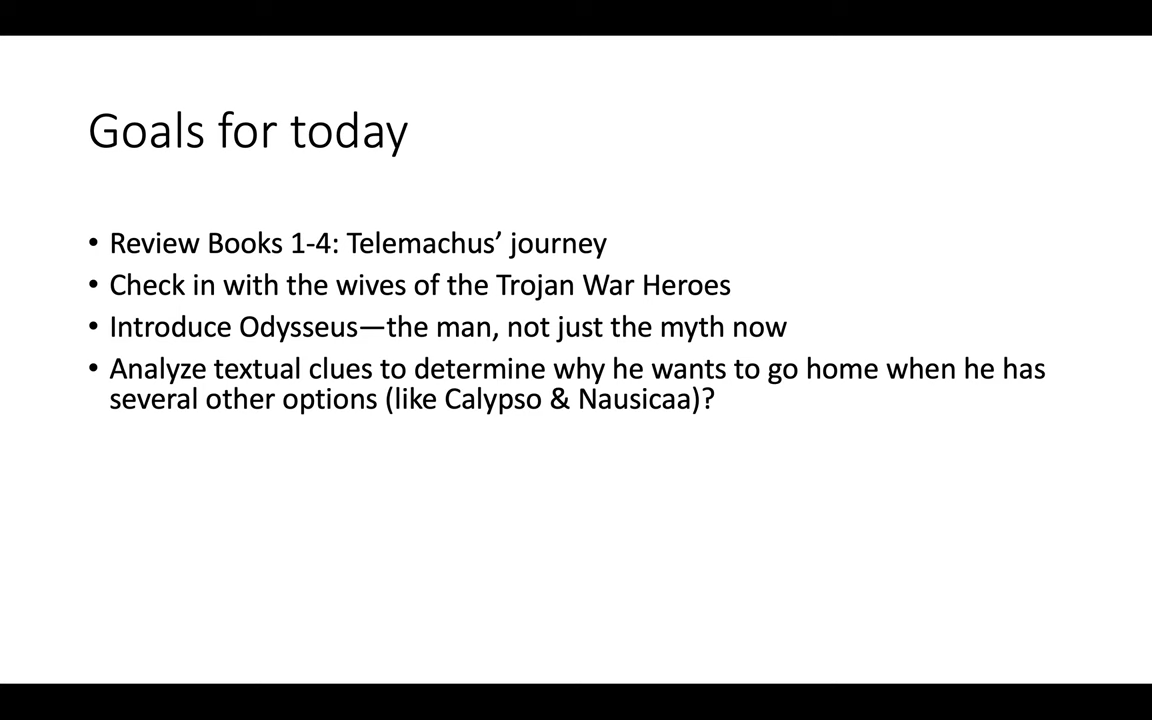 Goals for today
• Review Books 1-4: Telemachus’ journey
• Check in with the wives of the Trojan War Heroes
• Introduce Odysseus—the man, not just the myth now
• Analyze textual clues to determine why he wants to go home when he has
several other options (like Calypso & Nausicaa)?